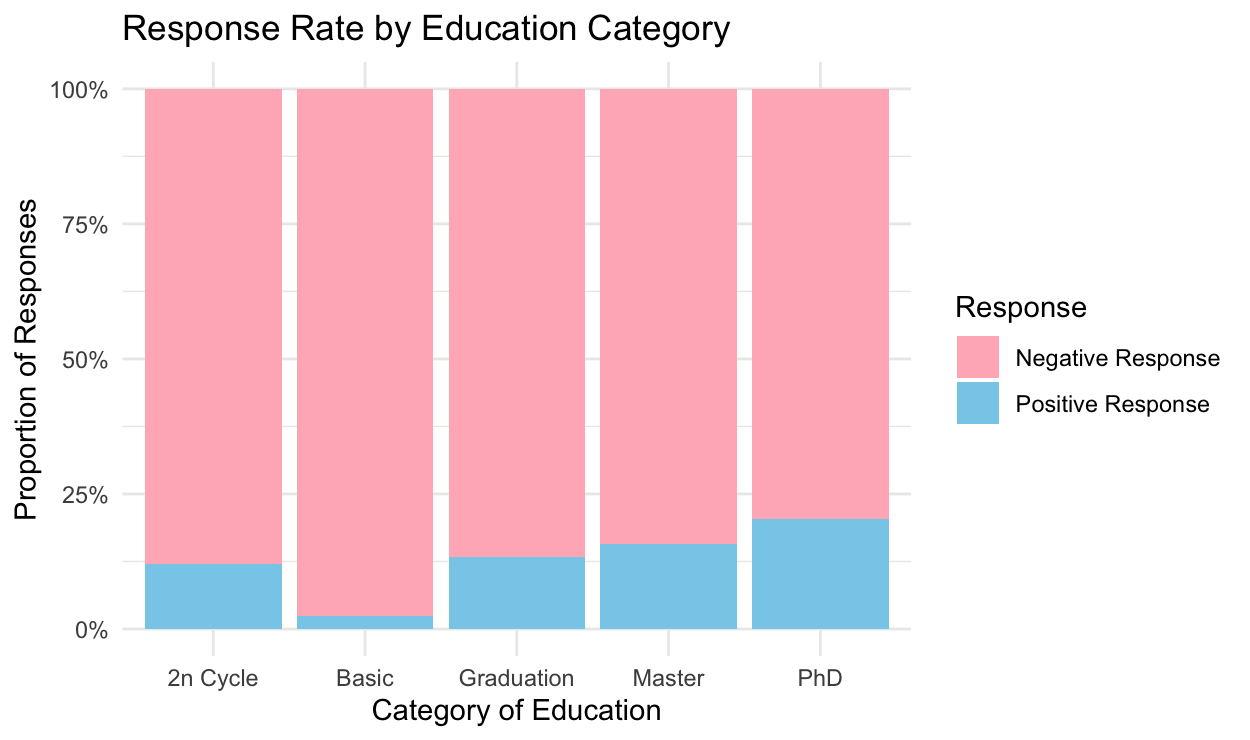 Response Rate by Education Category
Proportion of Responses
100%
75%
50%
25%
0%
2n Cycle
Basic
Graduation
Master
PhD
Category of Education
Response
Negative Response
Positive Response